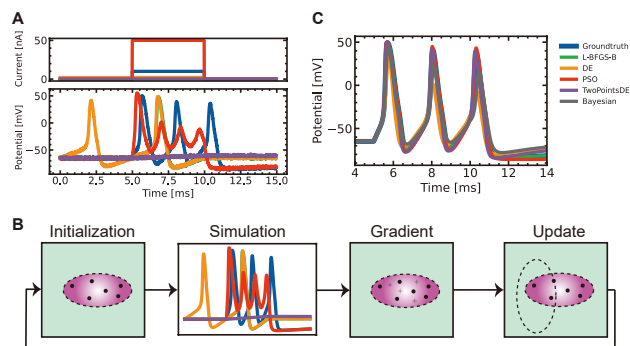 A
Current [nA]
50
0
Potential [mV]
50
0
−50
0.0 2.5 5.0 7.5 10.0 12.5 15.0
Time [ms]
C
Potential [mV]
50
0
−50
4 6 8 10 12 14
Time [ms]
Groundtruth
L-BFGS-B
DE
PSO
TwoPointsDE
Bayesian
B
Initialization Simulation Gradient Update